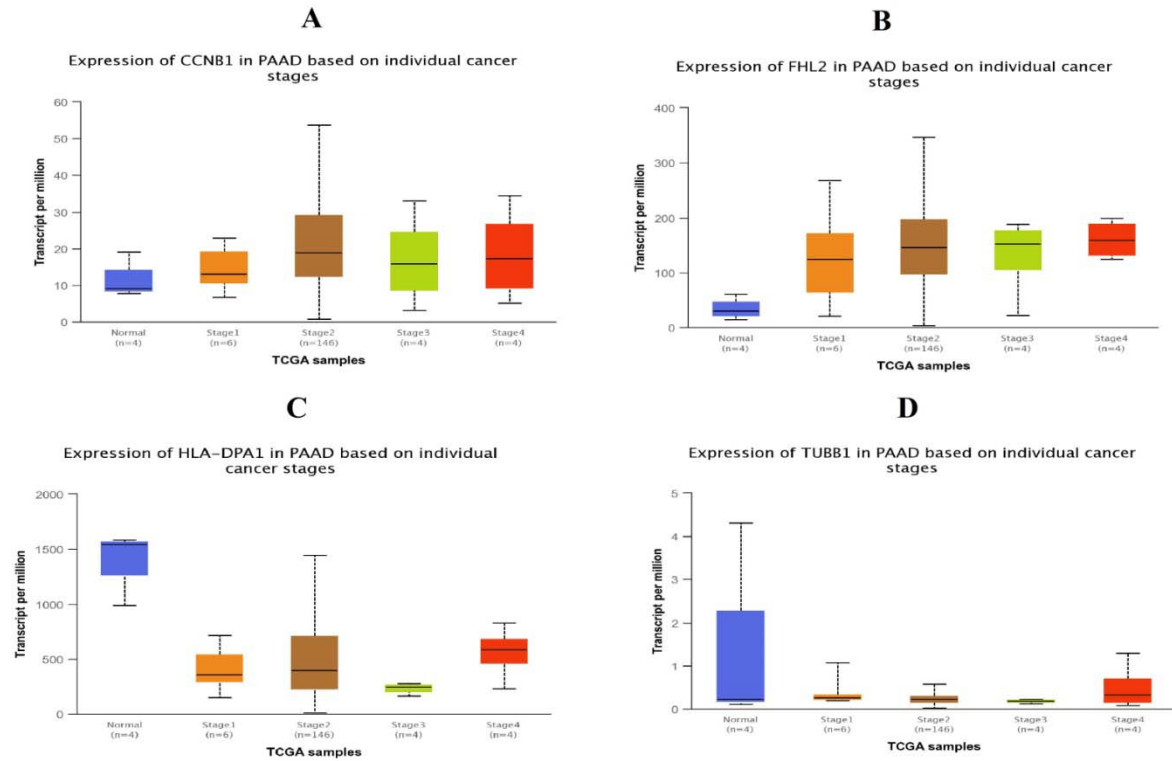 A
Expression of CCNB1 in PAAD based on individual cancer
stages
Transcript per million
60
50
40
30
20
10
0
Normal
(n=4)
Stage1
(n=6)
Stage2
(n=146)
Stage3
(n=4)
Stage4
(n=4)
TCGA samples
B
Expression of FHL2 in PAAD based on individual cancer
stages
Transcript per million
400
300
200
100
0
Normal
(n=4)
Stage1
(n=6)
Stage2
(n=146)
Stage3
(n=4)
Stage4
(n=4)
TCGA samples
C
Expression of HLA-DPA1 in PAAD based on individual
cancer stages
Transcript per million
2000
1500
1000
500
0
Normal
(n=4)
Stage1
(n=6)
Stage2
(n=146)
Stage3
(n=4)
Stage4
(n=4)
TCGA samples
D
Expression of TUBB1 in PAAD based on individual cancer
stages
Transcript per million
5
4
3
2
1
0
Normal
(n=4)
Stage1
(n=6)
Stage2
(n=146)
Stage3
(n=4)
Stage4
(n=4)
TCGA samples